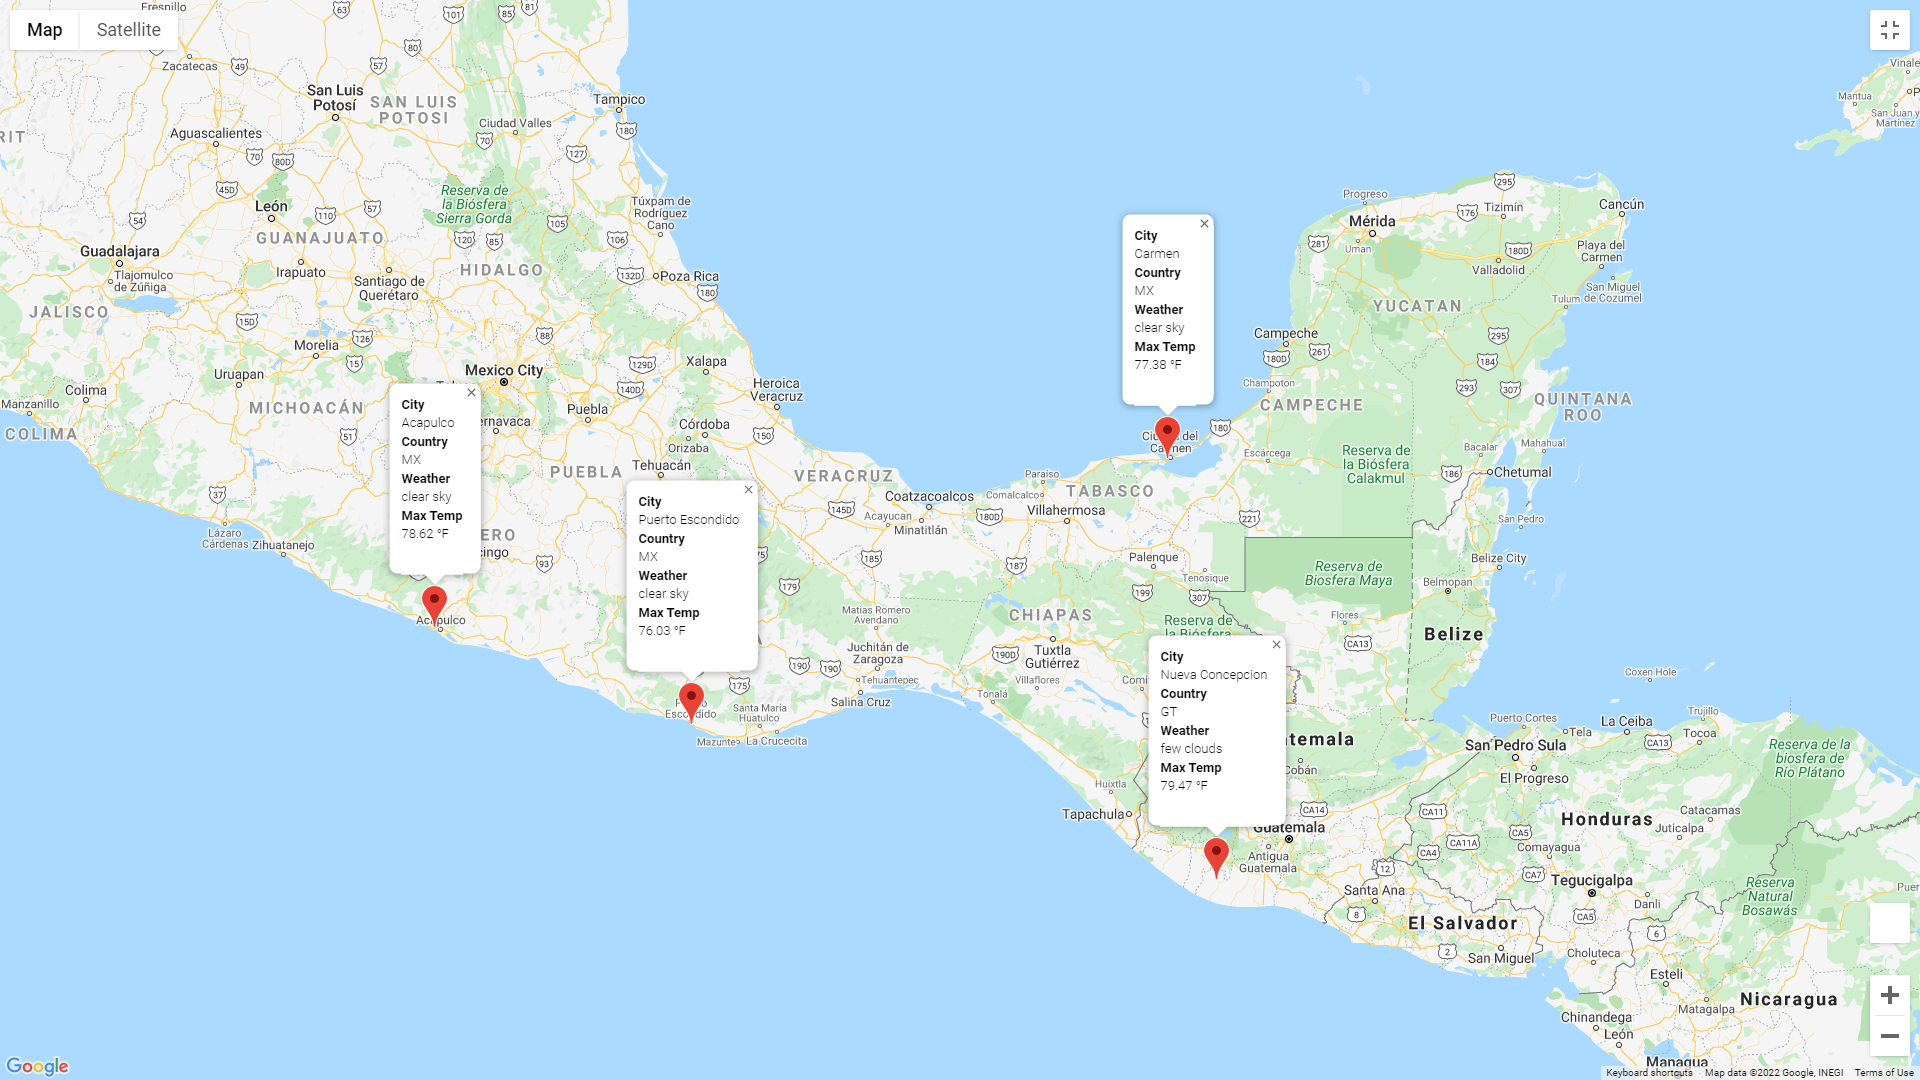 Map
Satellite
Fresnillo
Zacatecas
San Luis
Potosí
SAN LUIS
POTOSI
Tampico
Ciudad Valles
Aguascalientes
Reserva de
la Biósfera
Sierra Gorda
Túxpam de
Rodríguez
Cano
León
GUANAJUATO
Guadalajara
Tlajomulco
de Zúñiga
Irapuato
HIDALGO
Santiago de
Querétaro
Poza Rica
JALISCO
Morelia
Mexico City
Uruapan
Xalapa
Heroica
Veracruz
Colima
Manzanillo
COLIMA
MICHOACÁN
Puebla
PUEBLA
Córdoba
Orizaba
Tehuacán
VERACRUZ
Lázaro
Cárdenas
Zihuatanejo
Acapulco
City
Acapulco
Country
MX
Weather
clear sky
Max Temp
78.62 °F
City
Puerto Escondido
Country
MX
Weather
clear sky
Max Temp
76.03 °F
City
Carmen
Country
MX
Weather
clear sky
Max Temp
77.38 °F
City
Nueva Concepcion
Country
GT
Weather
few clouds
Max Temp
79.47 °F
Escondido
Mazunte
La Crucecita
Santa María
Huatulco
Salina Cruz
Juchitán de
Zaragoza
Tehuantepec
Matías Romero
Avendaño
Coatzacoalcos
Acayucan
Minatitlán
Comalcalco
Paraíso
TABASCO
Villahermosa
Palenque
Tenosique
CHIAPAS
Tuxtla
Gutiérrez
Villaflores
Tonalá
Huixtla
Tapachula
Progreso
Mérida
Uman
Tizimín
Cancún
Playa del
Carmen
Valladolid
San Miguel
de Cozumel
Tulum
YUCATAN
Campeche
Champoton
CAMPECHE
QUINTANA
ROO
Escárcega
Reserva de
la Biósfera
Calakmul
Bacalar
Mahahual
Chetumal
San Pedro
Reserva de
Biosfera Maya
Belize City
Belmopan
Flores
Belize
Reserva de
la Biósfera
Coxen Hole
Cobán
Guatemala
Antigua
Guatemala
Puerto Cortes
Tela
La Ceiba
Trujillo
Tocoa
San Pedro Sula
El Progreso
Reserva de la
biosfera de
Río Plátano
Honduras
Catacamas
Juticalpa
Comayagua
Tegucigalpa
Danlí
Reserva
Natural
Bosawás
Santa Ana
El Salvador
San Miguel
Choluteca
Estelí
Nicaragua
Matagalpa
Chinandega
León
Managua
Mantua
San Juan y
Martínez
Google
Keyboard shortcuts
Map data ©2022 Google, INEGI
Terms of Use